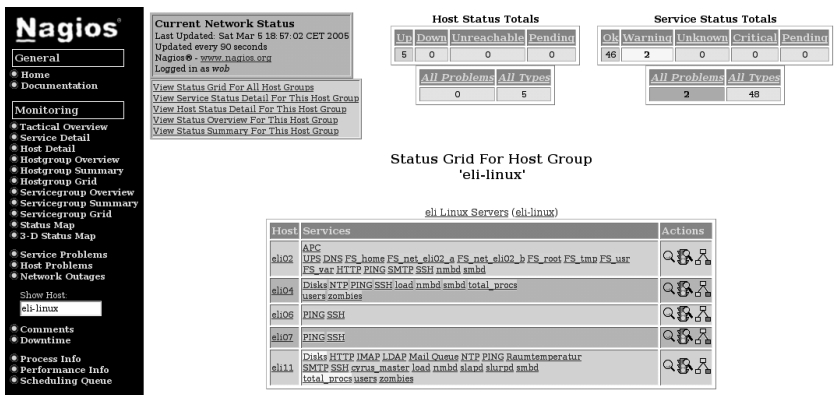 Nagios®
General
Home
Documentation
Monitoring
Tactical Overview
Service Detail
Host Detail
Hostgroup Overview
Hostgroup Summary
Hostgroup Grid
Servicegroup Overview
Servicegroup Summary
Servicegroup Grid
Status Map
3-D Status Map
Service Problems
Host Problems
Network Outages
Show Host:
eli-linux
Comments
Downtime
Process Info
Performance Info
Scheduling Queue
Current Network Status
Last Updated: Sat Mar 5 18:57:02 CET 2005
Updated every 90 seconds
Nagios® - www.nagios.org
Logged in as wob
View Status Grid For All Host Groups
View Service Status Detail For This Host Group
View Host Status Detail For This Host Group
View Status Overview For This Host Group
View Status Summary For This Host Group
Host Status Totals
Up Down Unreachable Pending
5 0 0 0
All Problems All Types
0 5
Service Status Totals
Ok Warning Unknown Critical Pending
46 2 0 0 0
All Problems All Types
2 48
Status Grid For Host Group
'eli-linux'
eli Linux Servers (eli-linux)
Host Services Actions
eli02
APC
UPS DNS FS_home FS_net_eli02_a FS_net_eli02_b FS_root FS_tmp FS_usr
FS_var HTTP PING SMTP SSH nmbd smbd
eli04
Disks NTP PING SSH load nmbd smbd total_procs
users zombies
eli06 PING SSH
eli07 PING SSH
eli11
Disks HTTP IMAP LDAP Mail Queue NTP PING Raumtemperatur
SMTP SSH cyrus_master load nmbd slapd slurpd smbd
total_procs users zombies